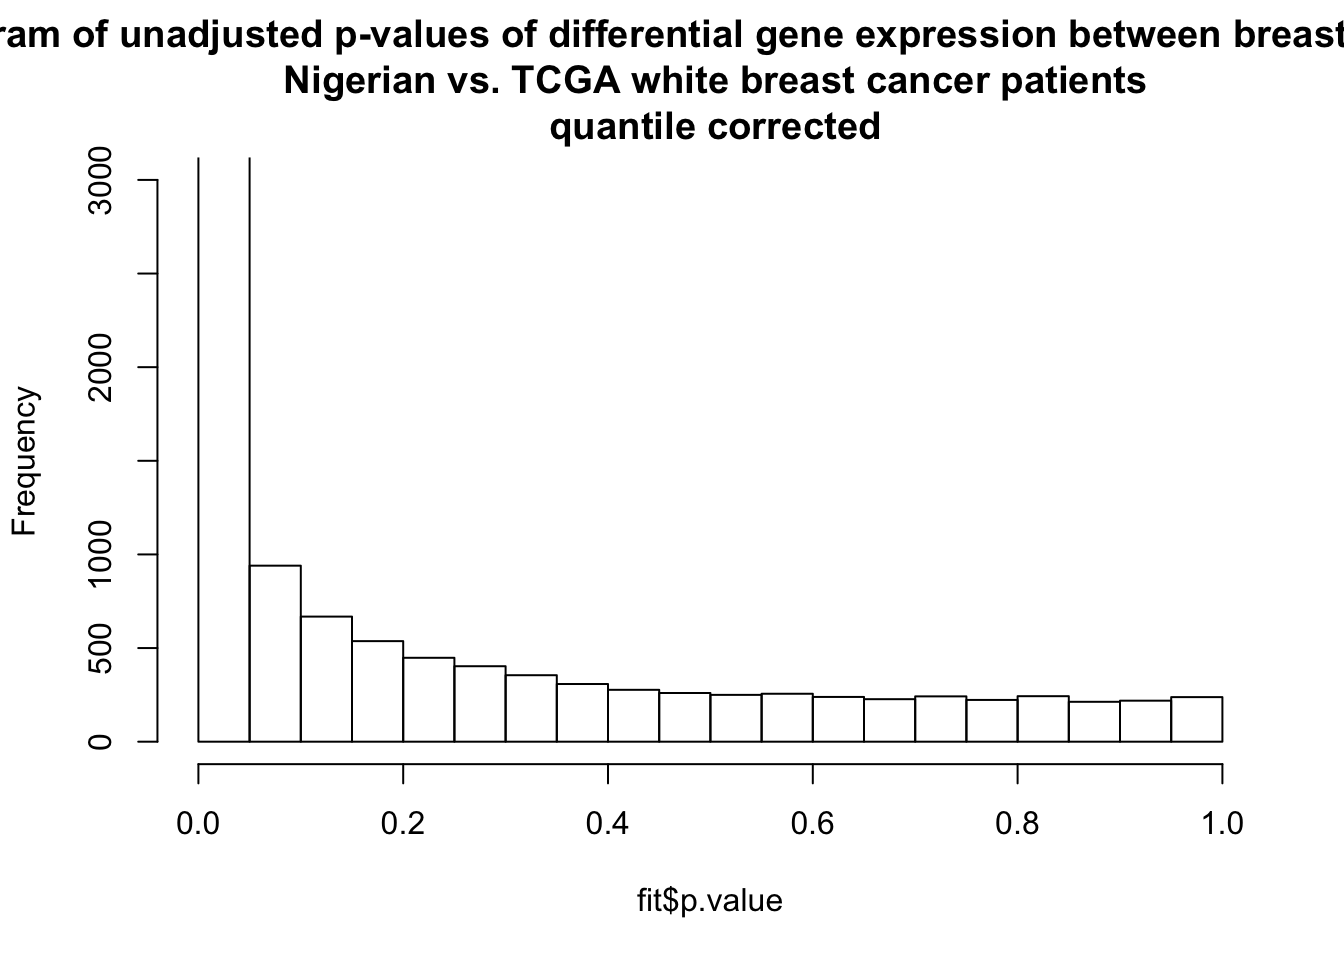 of unadjusted p-values of differential gene expression between breast
Nigerian vs. TCGA white breast cancer patients
quantile corrected
3000
2000
1000
500
0
Frequency
0.0 0.2 0.4 0.6 0.8 1.0
fit$p.value